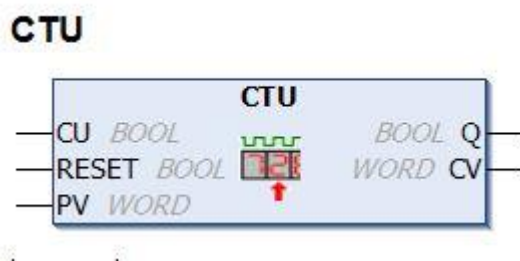 CTU
CTU
CU BOOL BOOL Q
RESET BOOL WORD CV
PV WORD